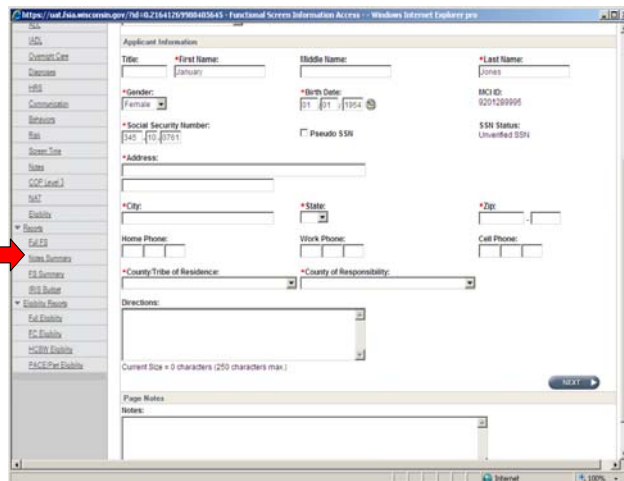 https://uat.fsia.wisconsin.gov/?id=0.21641269988405645 - Functional Screen Information Access - - Windows Internet Explorer pro
ADL
IADL
Overnight Care
Diagnoses
HRS
Communication
Behaviors
Risk
Screen Time
Notes
COP Level 3
NAT
Eligibility
Reports
Full FS
Notes Summary
FS Summary
IRIS Budget
Eligibility Reports
Full Eligibility
FC Eligibility
HCBW Eligibility
PACE/Part Eligibility
Applicant Information
Title: *First Name: Middle Name: *Last Name:
January Jones
*Gender: *Birth Date: MCI ID:
Female 01 / 01 / 1954 9201289995
*Social Security Number: Pseudo SSN SSN Status:
345 - 10 - 0761 Unverified SSN
*Address:
*City: *State: *Zip:
Home Phone: Work Phone: Cell Phone:
*County/Tribe of Residence: *County of Responsibility:
Directions:
Current Size = 0 characters (250 characters max.)
NEXT
Page Notes
Notes:
Internet 100%